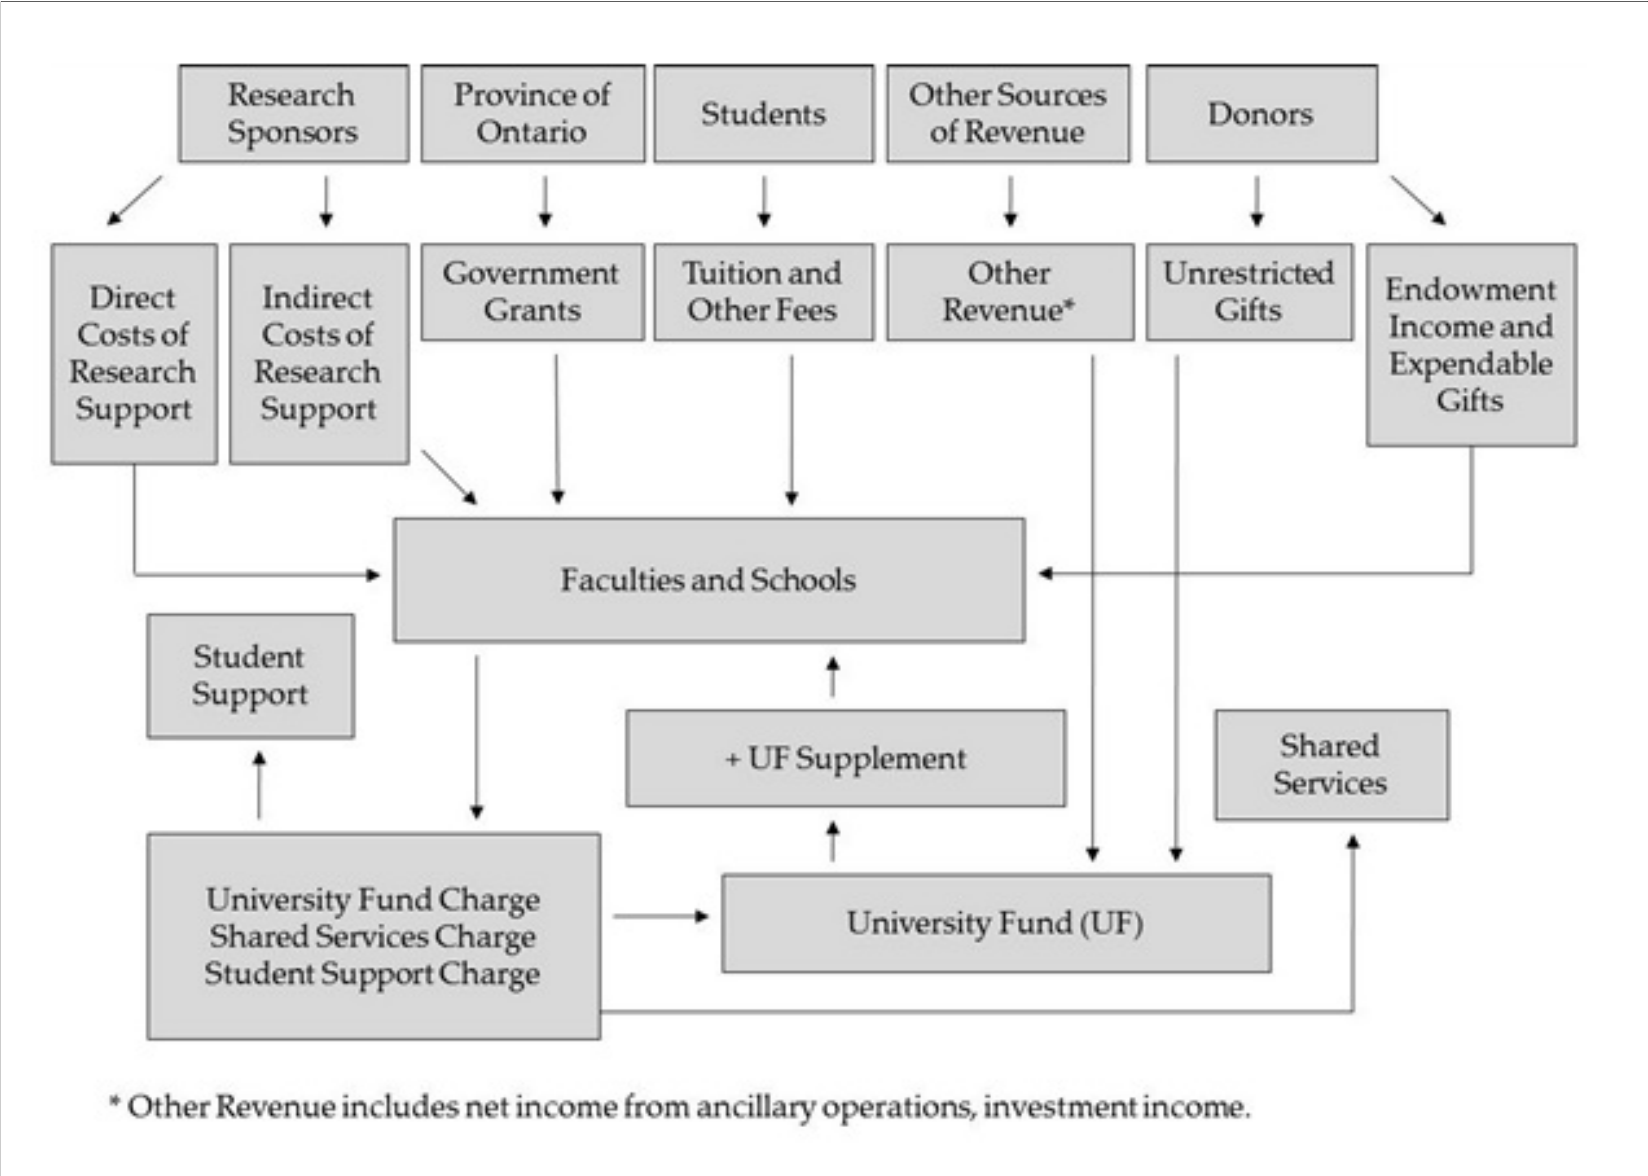 Research
Sponsors
Province of
Ontario
Students
Other Sources
of Revenue
Donors
Direct
Costs of
Research
Support
Indirect
Costs of
Research
Support
Government
Grants
Tuition and
Other Fees
Other
Revenue*
Unrestricted
Gifts
Endowment
Income and
Expendable
Gifts
Faculties and Schools
Student
Support
+ UF Supplement
Shared
Services
University Fund Charge
Shared Services Charge
Student Support Charge
University Fund (UF)
* Other Revenue includes net income from ancillary operations, investment income.